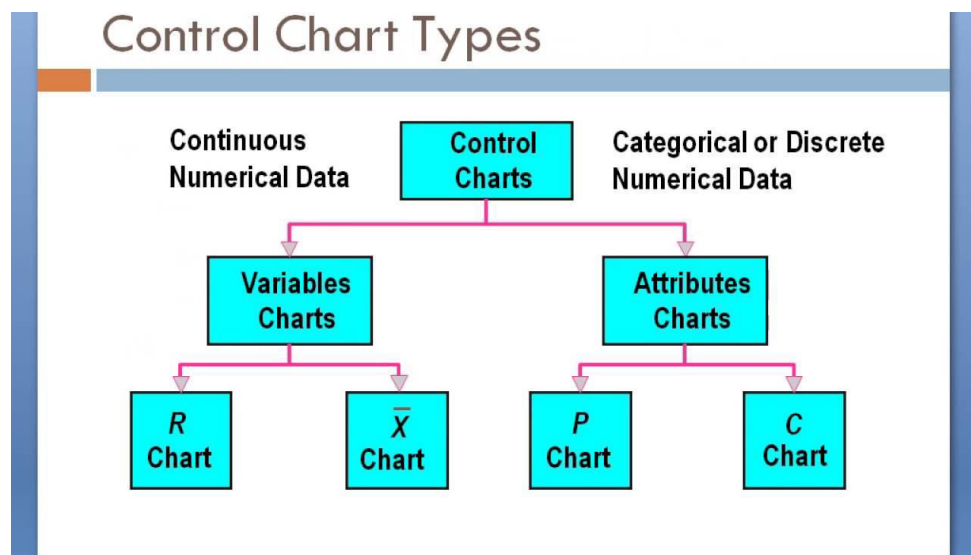 Control Chart Types
Continuous
Numerical Data
Control
Charts
Categorical or Discrete
Numerical Data
Variables
Charts
Attributes
Charts
R
Chart
X̅
Chart
P
Chart
C
Chart